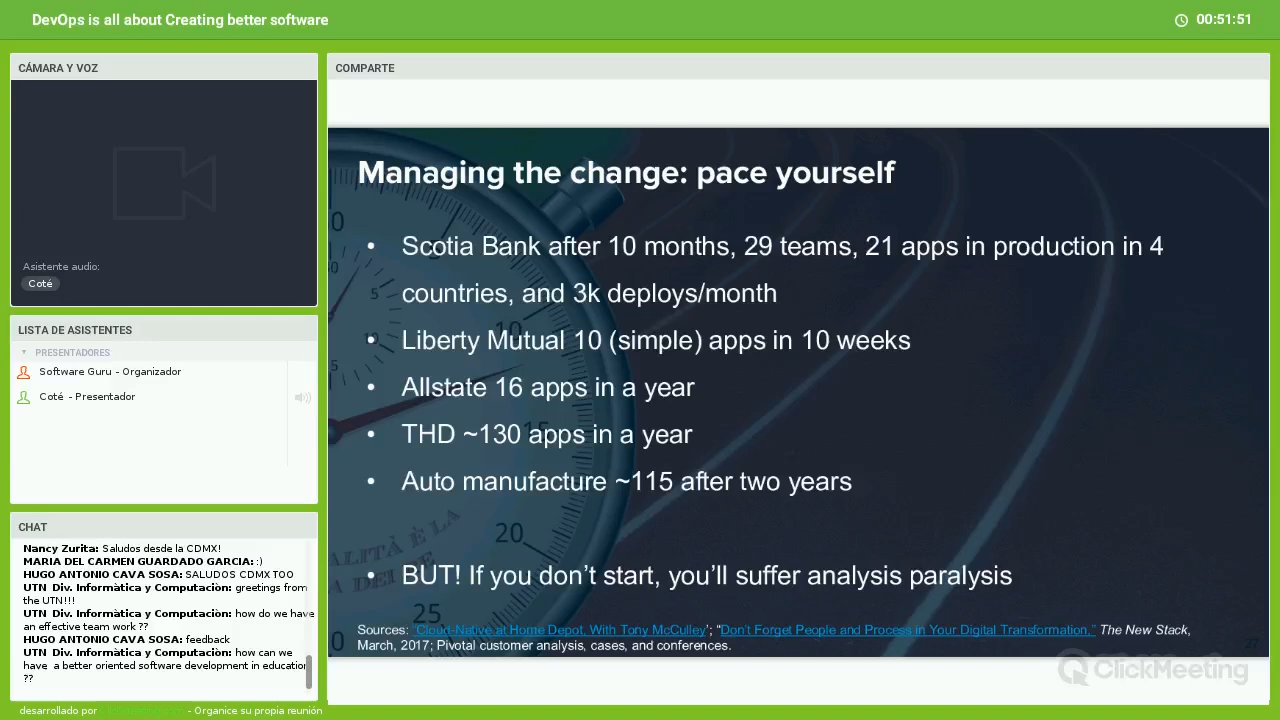 DevOps is all about Creating better software
00:51:51
CÁMARA Y VOZ
Asistente audio:
Coté
LISTA DE ASISTENTES
PRESENTADORES
Software Guru - Organizador
Coté - Presentador
CHAT
Nancy Zurita: Saludos desde la CDMX!
MARIA DEL CARMEN GUARDADO GARCIA: :)
HUGO ANTONIO CAVA SOSA: SALUDOS CDMX TOO
UTN Div. Informàtica y Computaciòn: greetings from
the UTN!!!
UTN Div. Informàtica y Computaciòn: how do we have
an effective team work ??
HUGO ANTONIO CAVA SOSA: feedback
UTN Div. Informàtica y Computaciòn: how can we
have a better oriented software development in education
??
desarrollado por - Organice su propia reunión
COMPARTE
Managing the change: pace yourself
• Scotia Bank after 10 months, 29 teams, 21 apps in production in 4
countries, and 3k deploys/month
• Liberty Mutual 10 (simple) apps in 10 weeks
• Allstate 16 apps in a year
• THD ~130 apps in a year
• Auto manufacture ~115 after two years
• BUT! If you don’t start, you’ll suffer analysis paralysis
Sources: “Cloud-Native at Home Depot, With Tony McCulley”; “Don’t Forget People and Process in Your Digital Transformation,” The New Stack,
March, 2017; Pivotal customer analysis, cases, and conferences.
27
ClickMeeting
5
10
15
20
25